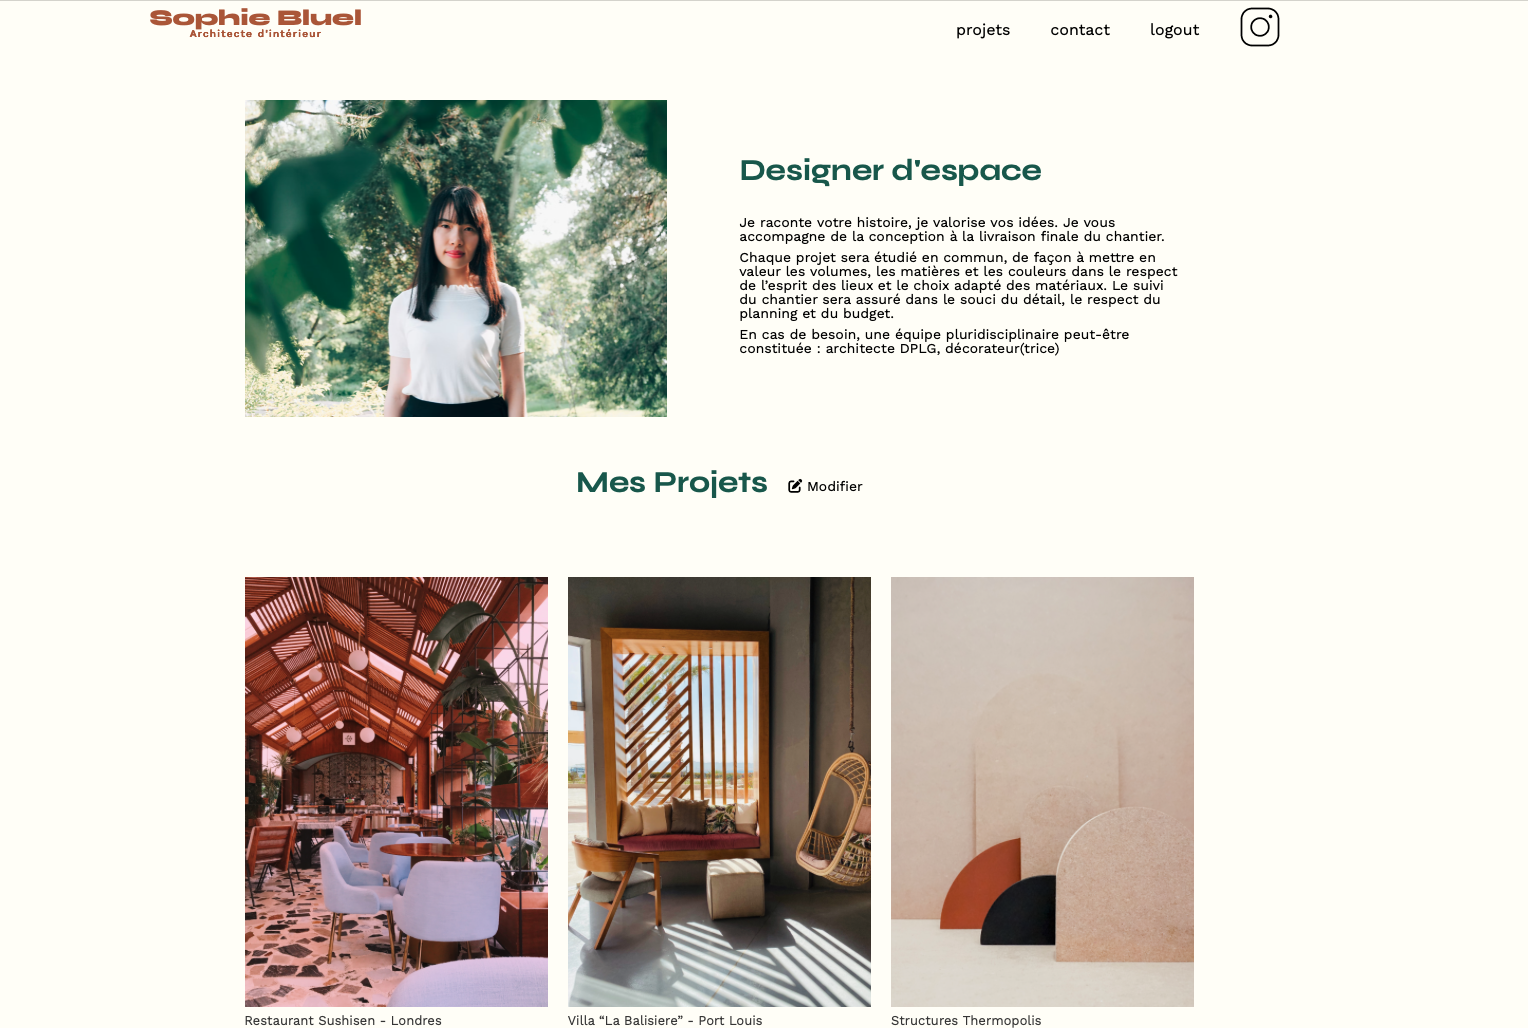 Sophie Bluel
Architecte d'intérieur
projets
contact
logout
Designer d'espace
Je raconte votre histoire, je valorise vos idées. Je vous
accompagne de la conception à la livraison finale du chantier.
Chaque projet sera étudié en commun, de façon à mettre en
valeur les volumes, les matières et les couleurs dans le respect
de l’esprit des lieux et le choix adapté des matériaux. Le suivi
du chantier sera assuré dans le souci du détail, le respect du
planning et du budget.
En cas de besoin, une équipe pluridisciplinaire peut-être
constituée : architecte DPLG, décorateur(trice)
Mes Projets
Modifier
Restaurant Sushisen - Londres
Villa “La Balisiere” - Port Louis
Structures Thermopolis